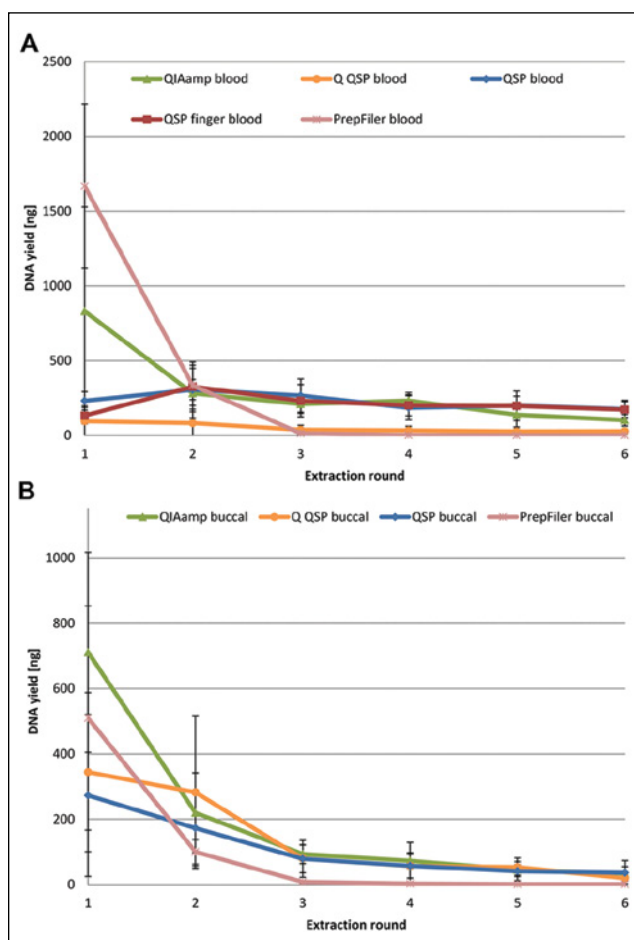 A
2500
QIAamp blood Q QSP blood QSP blood
QSP finger blood PrepFiler blood
2000
1500
DNA yield [ng]
1000
500
0
1 2 3 4 5 6
Extraction round
B
QIAamp buccal Q QSP buccal QSP buccal PrepFiler buccal
1000
800
DNA yield [ng]
600
400
200
0
1 2 3 4 5 6
Extraction round